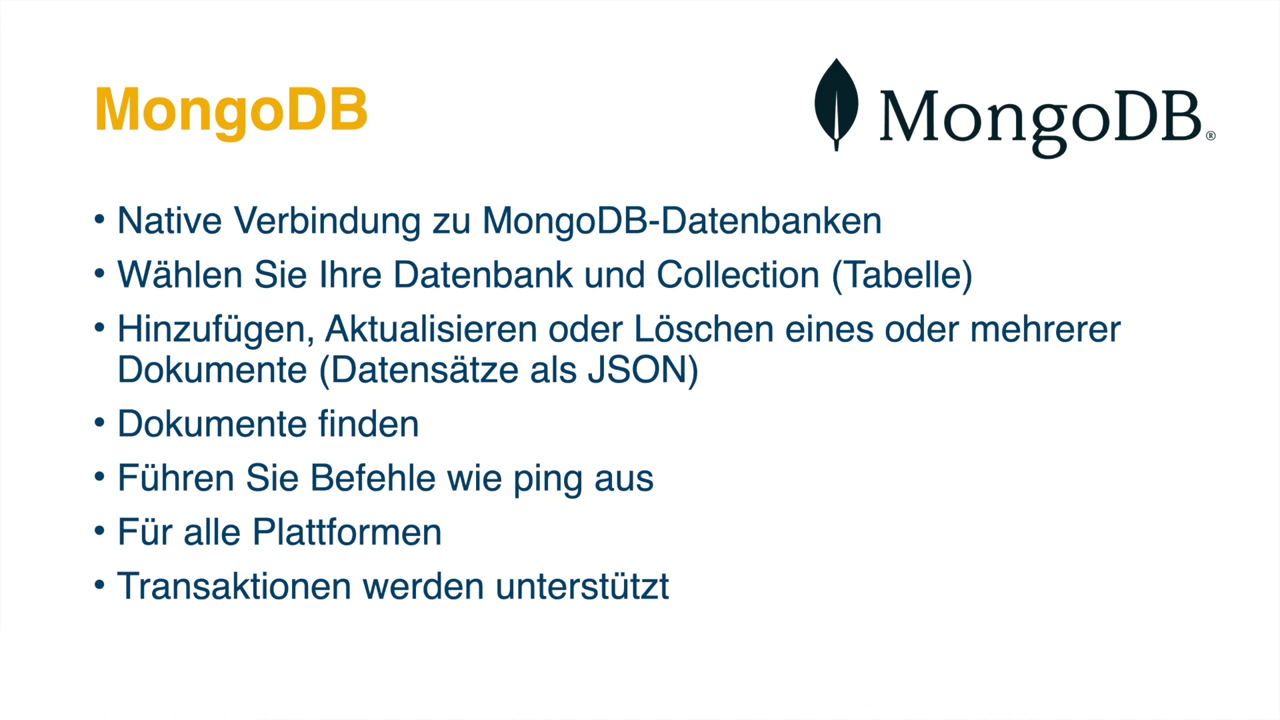 MongoDB
MongoDB®
• Native Verbindung zu MongoDB-Datenbanken
• Wählen Sie Ihre Datenbank und Collection (Tabelle)
• Hinzufügen, Aktualisieren oder Löschen eines oder mehrerer
Dokumente (Datensätze als JSON)
• Dokumente finden
• Führen Sie Befehle wie ping aus
• Für alle Plattformen
• Transaktionen werden unterstützt